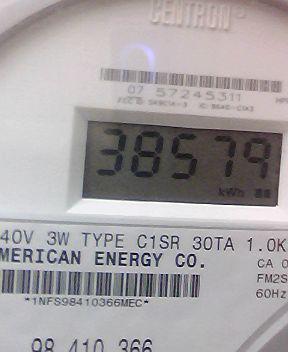 CENTRON®
07 57245311
38579
kWh
40V 3W TYPE C1SR 30TA 1.0K
MERICAN ENERGY CO.
CA 0
FM2S
60Hz
*1NFS98410366MEC*
98 410 366